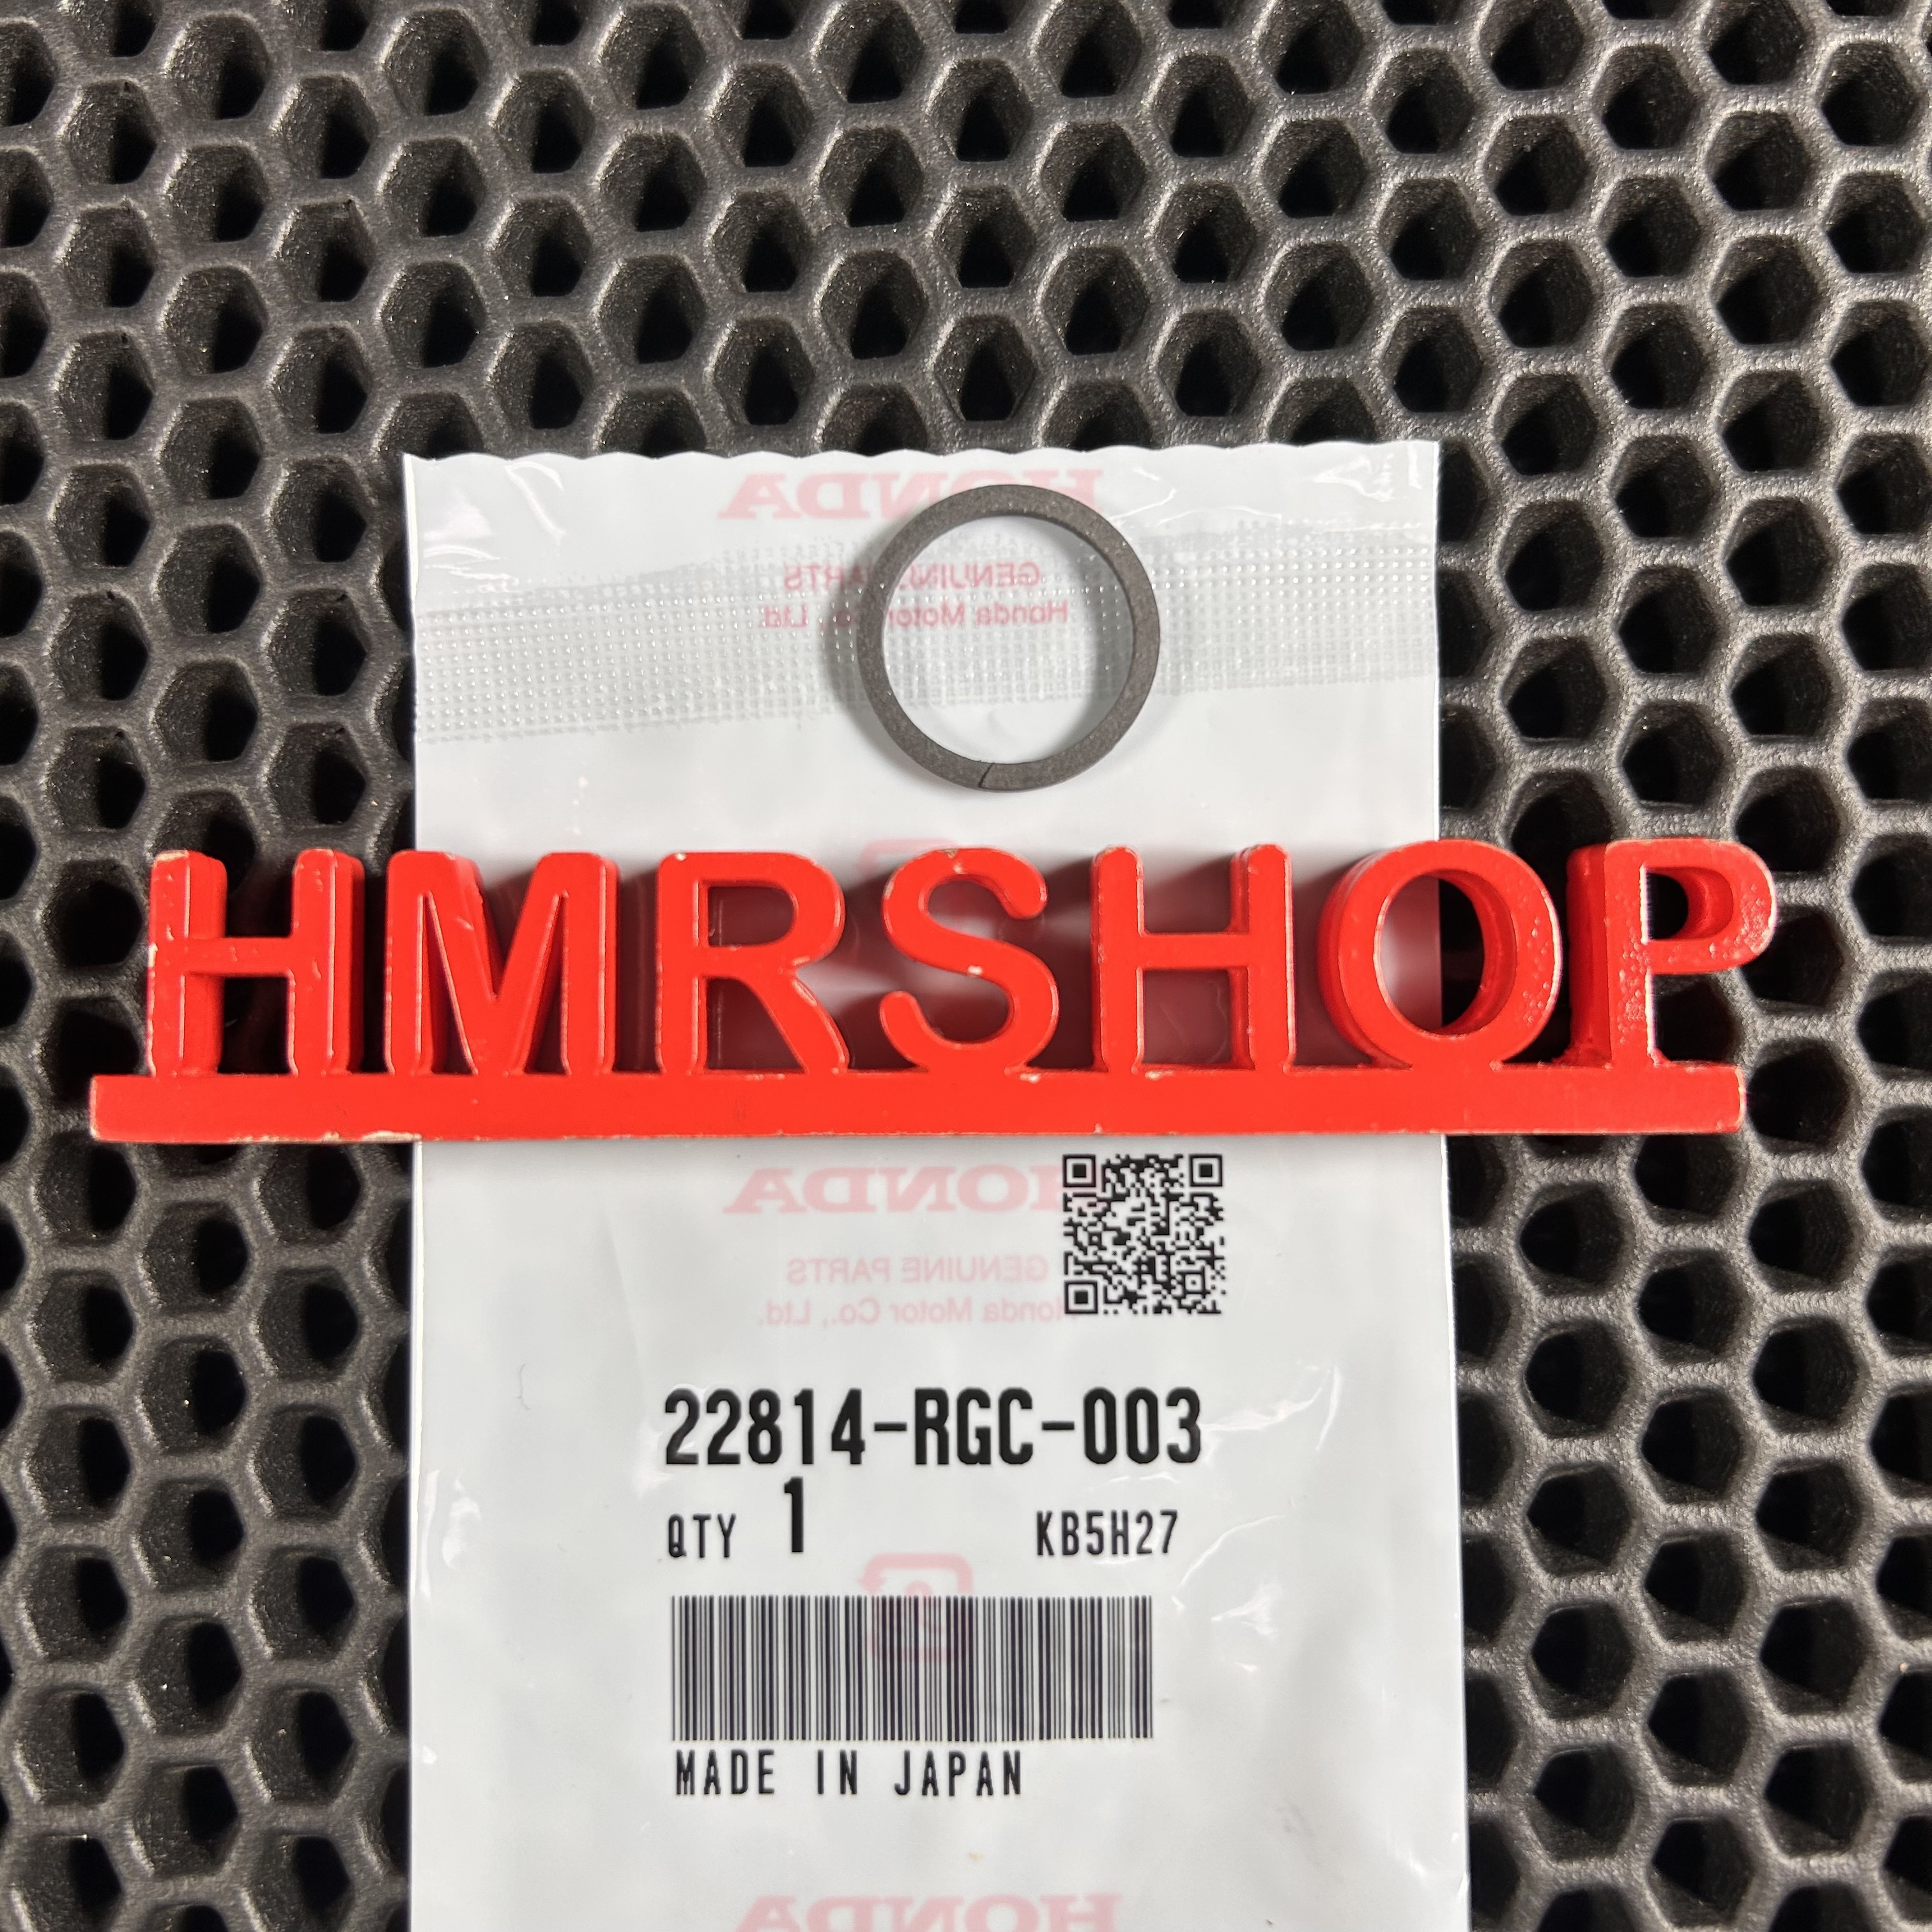 HONDA
GENUINE PARTS
Honda Motor Co., Ltd.
HMRSHOP
HONDA
GENUINE PARTS
Honda Motor Co., Ltd.
22814-RGC-003
QTY 1 KB5H27
MADE IN JAPAN
HONDA